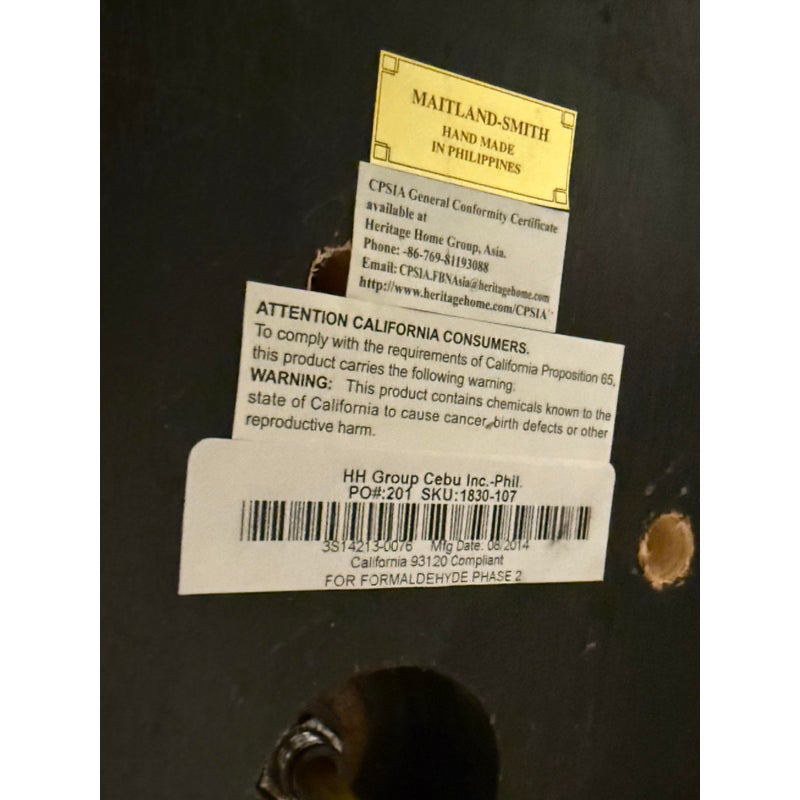 MAITLAND-SMITH
HAND MADE
IN PHILIPPINES
CPSIA General Conformity Certificate
available at
Heritage Home Group, Asia.
Phone: -86-769-81193088
Email: CPSIA.FBNAsia@heritagehome.com
http://www.heritagehome.com/CPSIA
ATTENTION CALIFORNIA CONSUMERS.
To comply with the requirements of California Proposition 65,
this product carries the following warning:
WARNING: This product contains chemicals known to the
state of California to cause cancer, birth defects or other
reproductive harm.
HH Group Cebu Inc.-Phil.
PO#:201 SKU:1830-107
3S14213-0076 Mfg Date: 08/2014
California 93120 Compliant
FOR FORMALDEHYDE PHASE 2